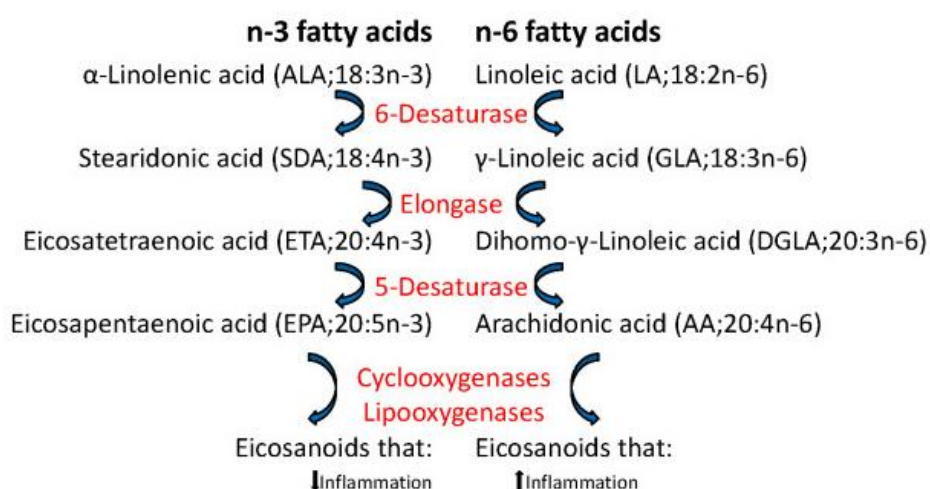 n-3 fatty acids n-6 fatty acids
α-Linolenic acid (ALA;18:3n-3) Linoleic acid (LA;18:2n-6)
6-Desaturase
Stearidonic acid (SDA;18:4n-3) γ-Linoleic acid (GLA;18:3n-6)
Elongase
Eicosatetraenoic acid (ETA;20:4n-3) Dihomo-γ-Linoleic acid (DGLA;20:3n-6)
5-Desaturase
Eicosapentaenoic acid (EPA;20:5n-3) Arachidonic acid (AA;20:4n-6)
Cyclooxygenases
Lipooxygenases
Eicosanoids that: Eicosanoids that:
⬇Inflammation ⬆Inflammation